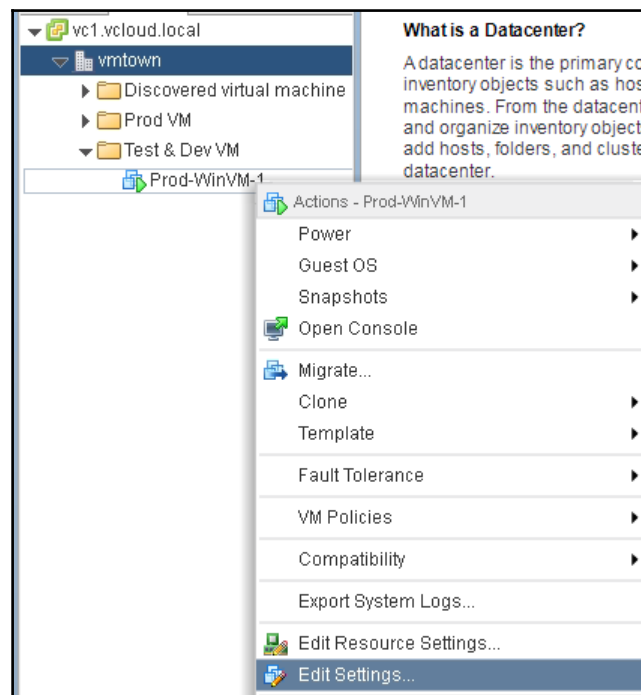 vc1.vcloud.local
vmtown
Discovered virtual machine
Prod VM
Test & Dev VM
Prod-WinVM-1
What is a Datacenter?
A datacenter is the primary co
inventory objects such as hos
machines. From the datacent
and organize inventory object
add hosts, folders, and cluste
datacenter.
Actions - Prod-WinVM-1
Power
Guest OS
Snapshots
Open Console
Migrate...
Clone
Template
Fault Tolerance
VM Policies
Compatibility
Export System Logs...
Edit Resource Settings...
Edit Settings...